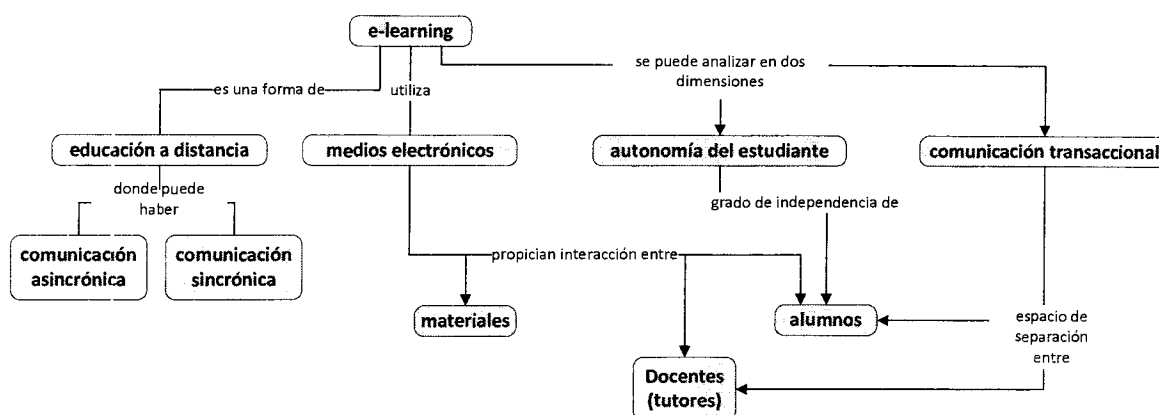 e-learning
se puede analizar en dos
dimensiones
es una forma de
utiliza
educación a distancia
medios electrónicos
autonomía del estudiante
comunicación transaccional
donde puede
haber
grado de independencia de
comunicación
asincrónica
comunicación
sincrónica
propician interacción entre
materiales
alumnos
espacio de
separación
entre
Docentes
(tutores)